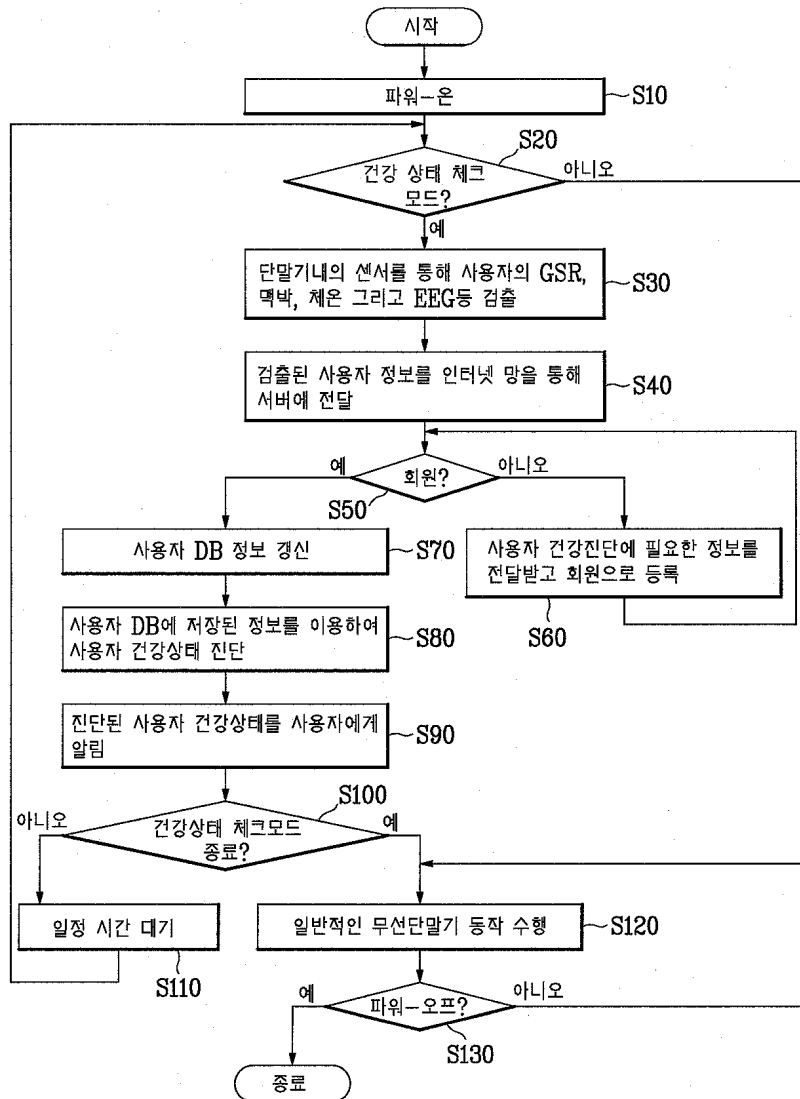 시작
파워-온
S10
S20
건강 상태 체크
모드?
아니오
예
단말기내의 센서를 통해 사용자의 GSR,
맥박, 체온 그리고 EEG등 검출
S30
검출된 사용자 정보를 인터넷 망을 통해
서버에 전달
S40
예
회원?
아니오
S50
사용자 DB 정보 갱신
S70
사용자 건강진단에 필요한 정보를
전달받고 회원으로 등록
S60
사용자 DB에 저장된 정보를 이용하여
사용자 건강상태 진단
S80
진단된 사용자 건강상태를 사용자에게
알림
S90
S100
아니오
건강상태 체크모드
종료?
예
일정 시간 대기
S110
일반적인 무선단말기 동작 수행
S120
예
파워-오프?
아니오
S130
종료